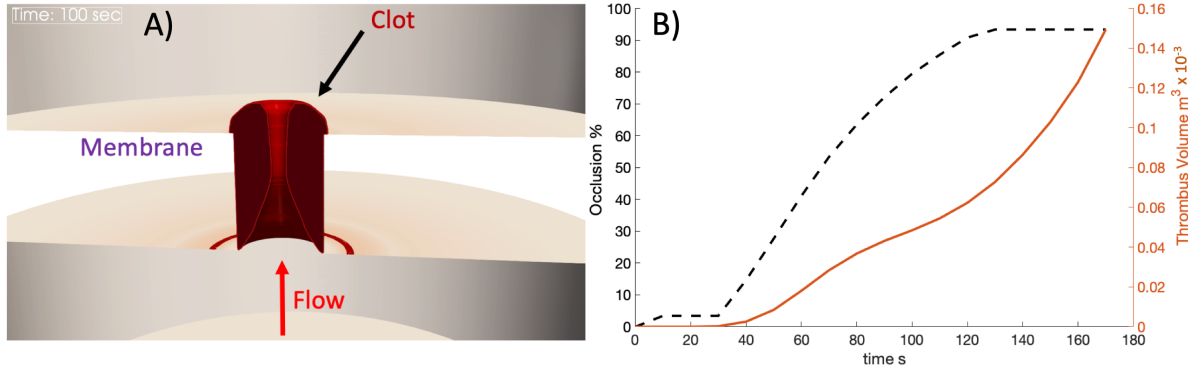 Time: 100 sec
A)
Clot
Membrane
Flow
B)
100
90
80
70
60
50
40
30
20
10
0
Occlusion %
0 20 40 60 80 100 120 140 160 180
time s
0.16
0.14
0.12
0.1
0.08
0.06
0.04
0.02
0
Thrombus Volume m³ x 10⁻³